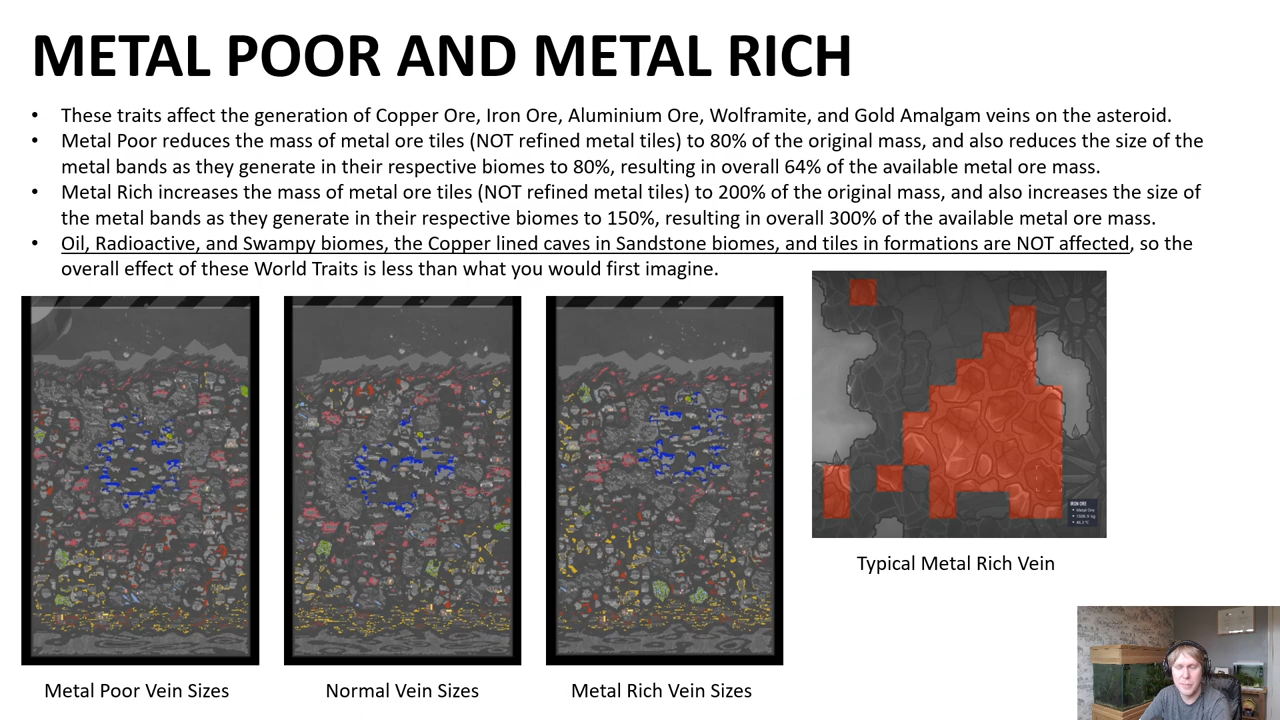 METAL POOR AND METAL RICH
• These traits affect the generation of Copper Ore, Iron Ore, Aluminium Ore, Wolframite, and Gold Amalgam veins on the asteroid.
• Metal Poor reduces the mass of metal ore tiles (NOT refined metal tiles) to 80% of the original mass, and also reduces the size of the
metal bands as they generate in their respective biomes to 80%, resulting in overall 64% of the available metal ore mass.
• Metal Rich increases the mass of metal ore tiles (NOT refined metal tiles) to 200% of the original mass, and also increases the size of
the metal bands as they generate in their respective biomes to 150%, resulting in overall 300% of the available metal ore mass.
• Oil, Radioactive, and Swampy biomes, the Copper lined caves in Sandstone biomes, and tiles in formations are NOT affected, so the
overall effect of these World Traits is less than what you would first imagine.
IRON ORE
• Metal Ore
Typical Metal Rich Vein
Metal Poor Vein Sizes
Normal Vein Sizes
Metal Rich Vein Sizes